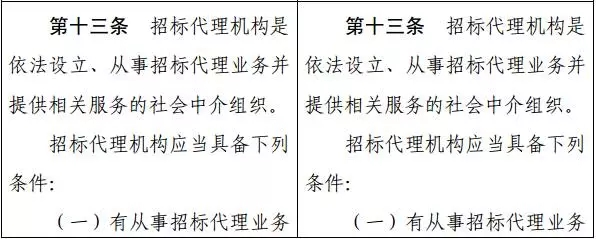 第十三条　招标代理机构是
依法设立、从事招标代理业务并
提供相关服务的社会中介组织。
招标代理机构应当具备下列
条件：
（一）有从事招标代理业务
第十三条　招标代理机构是
依法设立、从事招标代理业务并
提供相关服务的社会中介组织。
招标代理机构应当具备下列
条件：
（一）有从事招标代理业务